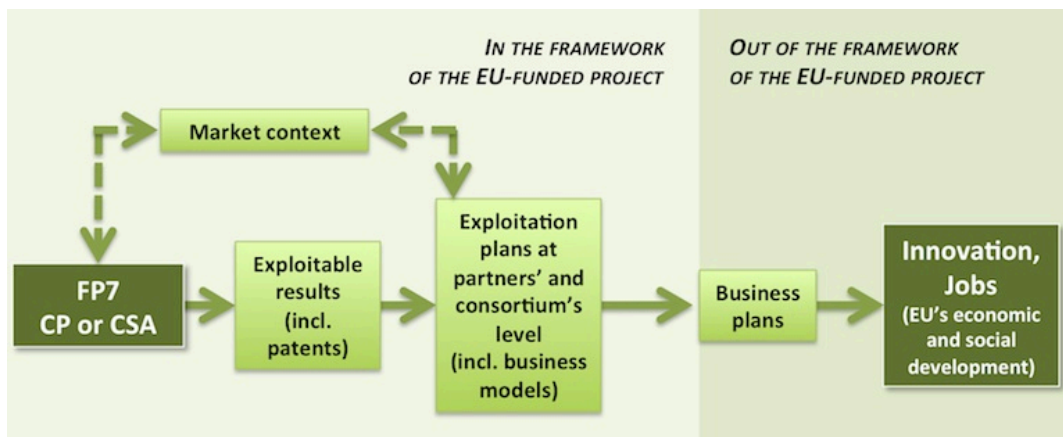 IN THE FRAMEWORK
OF THE EU-FUNDED PROJECT
OUT OF THE FRAMEWORK
OF THE EU-FUNDED PROJECT
Market context
FP7
CP or CSA
Exploitable
results
(incl.
patents)
Exploitation
plans at
partners' and
consortium's
level
(incl. business
models)
Business
plans
Innovation,
Jobs
(EU's economic
and social
development)